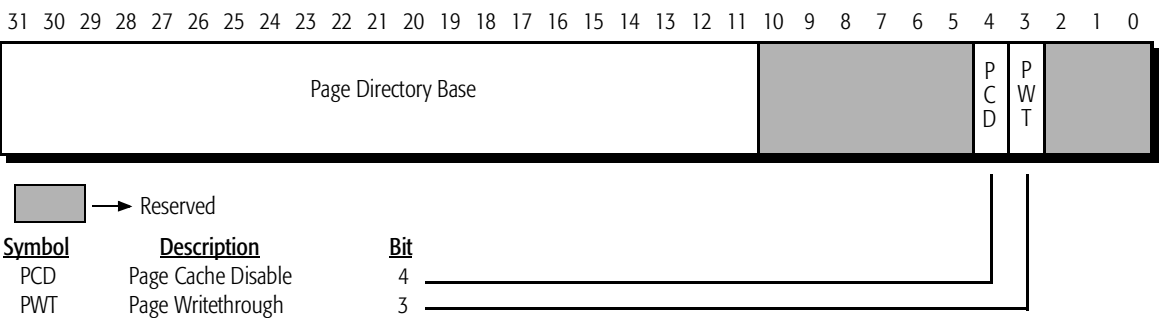 31 30 29 28 27 26 25 24 23 22 21 20 19 18 17 16 15 14 13 12 11 10 9 8 7 6 5 4 3 2 1 0
Page Directory Base
P
C
D
P
W
T
Reserved
Symbol Description Bit
PCD Page Cache Disable 4
PWT Page Writethrough 3